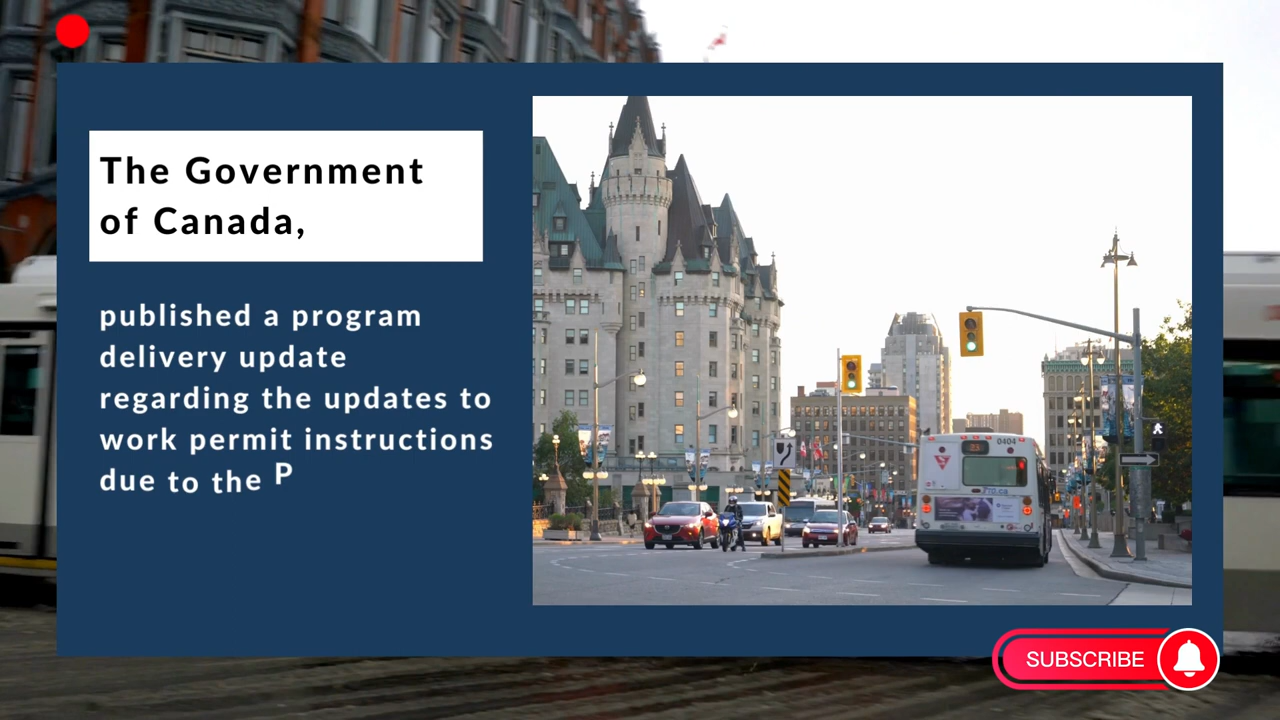 The Government
of Canada,
published a program
delivery update
regarding the updates to
work permit instructions
due to the P
0404
SUBSCRIBE